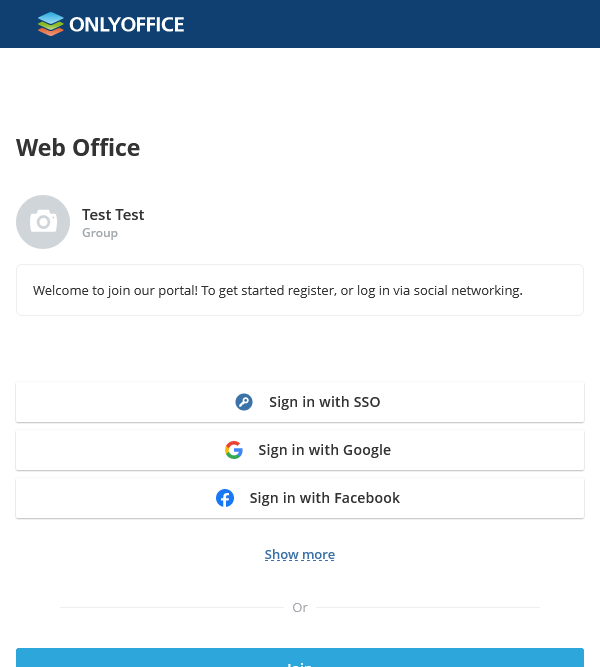 ONLYOFFICE
Web Office
Test Test
Group
Welcome to join our portal! To get started register, or log in via social networking.
Sign in with SSO
Sign in with Google
Sign in with Facebook
Show more
Or
Join